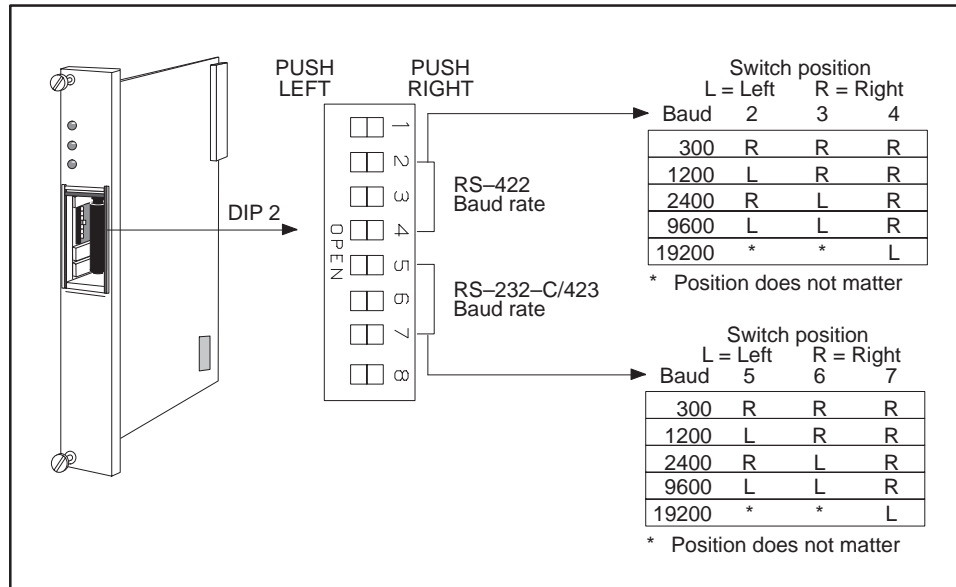 PUSH LEFT
PUSH RIGHT
DIP 2
OPEN
1
2
3
4
5
6
7
8
RS–422
Baud rate
RS–232–C/423
Baud rate
Switch position
L = Left R = Right
Baud 2 3 4
300 R R R
1200 L R R
2400 R L R
9600 L L R
19200 * * L
* Position does not matter
Switch position
L = Left R = Right
Baud 5 6 7
300 R R R
1200 L R R
2400 R L R
9600 L L R
19200 * * L
* Position does not matter